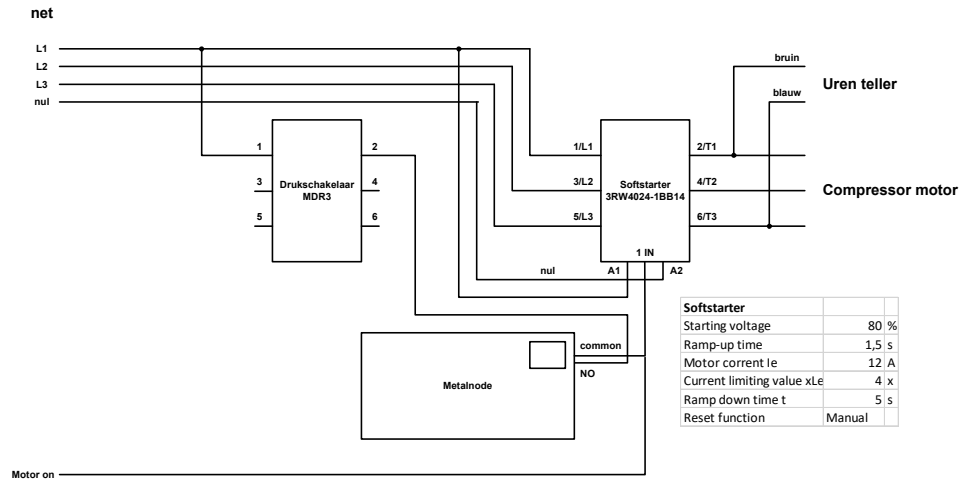 net
L1
L2
L3
nul
bruin
Uren teller
blauw
1
2
3
4
5
6
Drukschakelaar
MDR3
1/L1
3/L2
5/L3
Softstarter
3RW4024-1BB14
2/T1
4/T2
6/T3
Compressor motor
1 IN
nul
A1
A2
common
NO
Metalnode
Softstarter
Starting voltage 80 %
Ramp-up time 1,5 s
Motor corrent Ie 12 A
Current limiting value xLe 4 x
Ramp down time t 5 s
Reset function Manual
Motor on